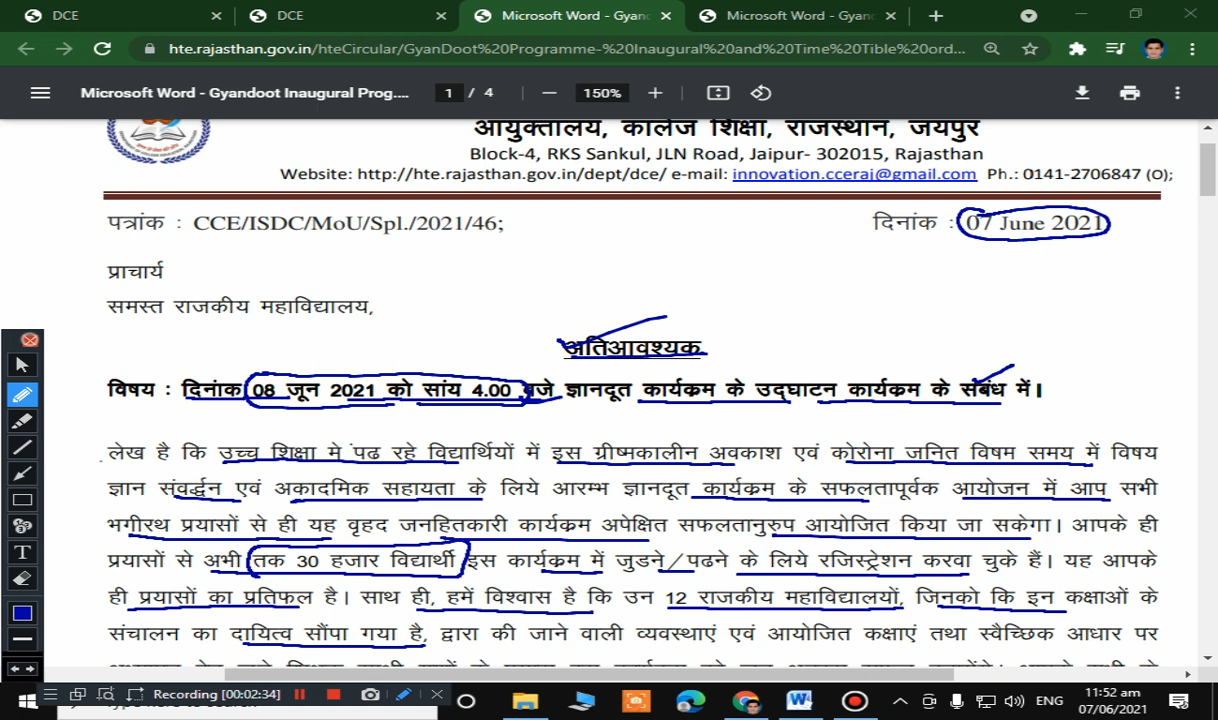 DCE
DCE
Microsoft Word - Gyan
Microsoft Word - Gyan
hte.rajasthan.gov.in/hteCircular/GyanDoot%20Programme-%20Inaugural%20and%20Time%20Tible%20ord...
Microsoft Word - Gyandoot Inaugural Prog.... 1 / 4 150%
आयुक्तालय, कालेज शिक्षा, राजस्थान, जयपुर
Block-4, RKS Sankul, JLN Road, Jaipur- 302015, Rajasthan
Website: http://hte.rajasthan.gov.in/dept/dce/ e-mail: innovation.cceraj@gmail.com Ph.: 0141-2706847 (O);
पत्रांक : CCE/ISDC/MoU/Spl./2021/46; दिनांक : 07 June 2021
प्राचार्य
समस्त राजकीय महाविद्यालय,
अतिआवश्यक
विषय : दिनांक 08 जून 2021 को सांय 4.00 बजे ज्ञानदूत कार्यक्रम के उद्घाटन कार्यक्रम के संबंध में।
लेख है कि उच्च शिक्षा मे पढ रहे विद्यार्थियों में इस ग्रीष्मकालीन अवकाश एवं कोरोना जनित विषम समय में विषय
ज्ञान संवर्द्धन एवं अकादमिक सहायता के लिये आरम्भ ज्ञानदूत कार्यक्रम के सफलतापूर्वक आयोजन में आप सभी
भगीरथ प्रयासों से ही यह वृहद जनहितकारी कार्यक्रम अपेक्षित सफलतानुरुप आयोजित किया जा सकेगा। आपके ही
प्रयासों से अभी तक 30 हजार विद्यार्थी इस कार्यक्रम में जुडने/पढने के लिये रजिस्ट्रेशन करवा चुके हैं। यह आपके
ही प्रयासों का प्रतिफल है। साथ ही, हमें विश्वास है कि उन 12 राजकीय महाविद्यालयों, जिनको कि इन कक्षाओं के
संचालन का दायित्व सौंपा गया है, द्वारा की जाने वाली व्यवस्थाएं एवं आयोजित कक्षाएं तथा स्वैच्छिक आधार पर
T
Recording [00:02:34]
ENG
11:52 am
07/06/2021